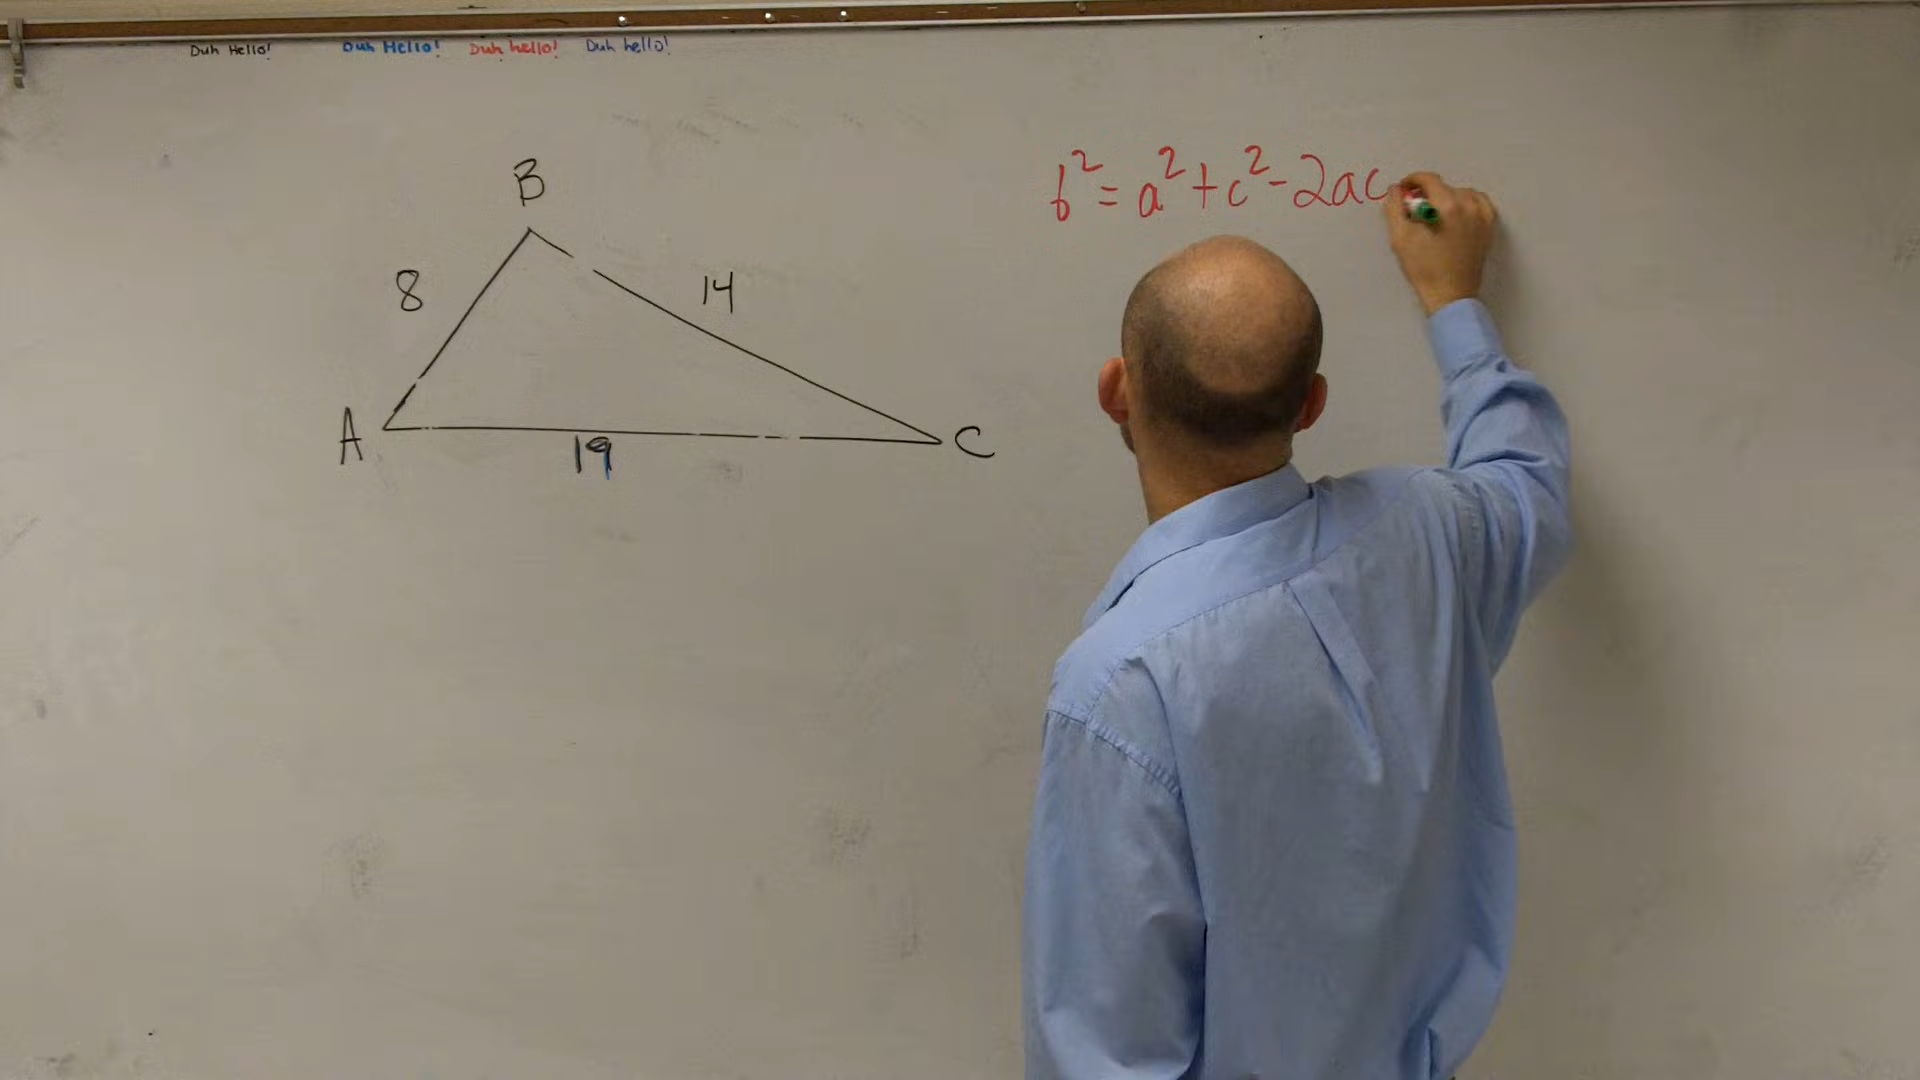 Duh Hello! Duh Hello! Duh hello! Duh hello!
b² = a² + c² - 2ac
B
8
14
A
19
C